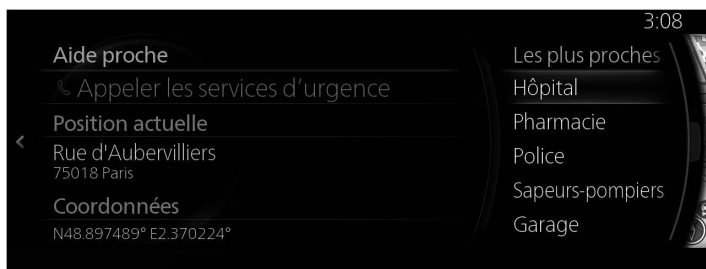 3:08
Aide proche
Appeler les services d'urgence
Position actuelle
Rue d'Aubervilliers
75018 Paris
Coordonnées
N48.897489° E2.370224°
Les plus proches
Hôpital
Pharmacie
Police
Sapeurs-pompiers
Garage